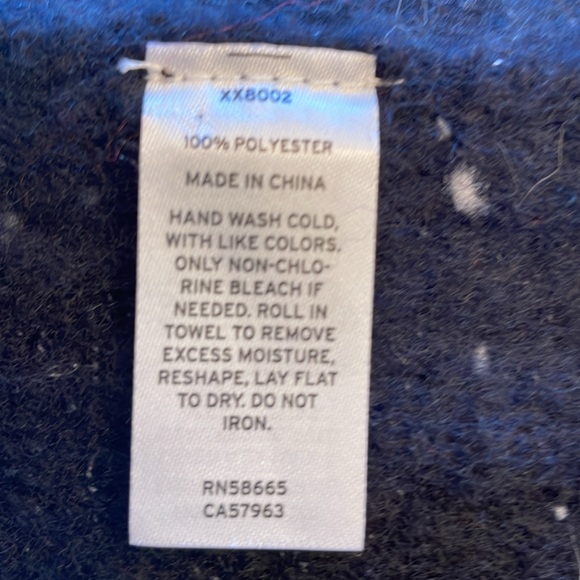 XX8002
100% POLYESTER
MADE IN CHINA
HAND WASH COLD,
WITH LIKE COLORS.
ONLY NON-CHLO-
RINE BLEACH IF
NEEDED. ROLL IN
TOWEL TO REMOVE
EXCESS MOISTURE,
RESHAPE, LAY FLAT
TO DRY. DO NOT
IRON.
RN58665
CA57963